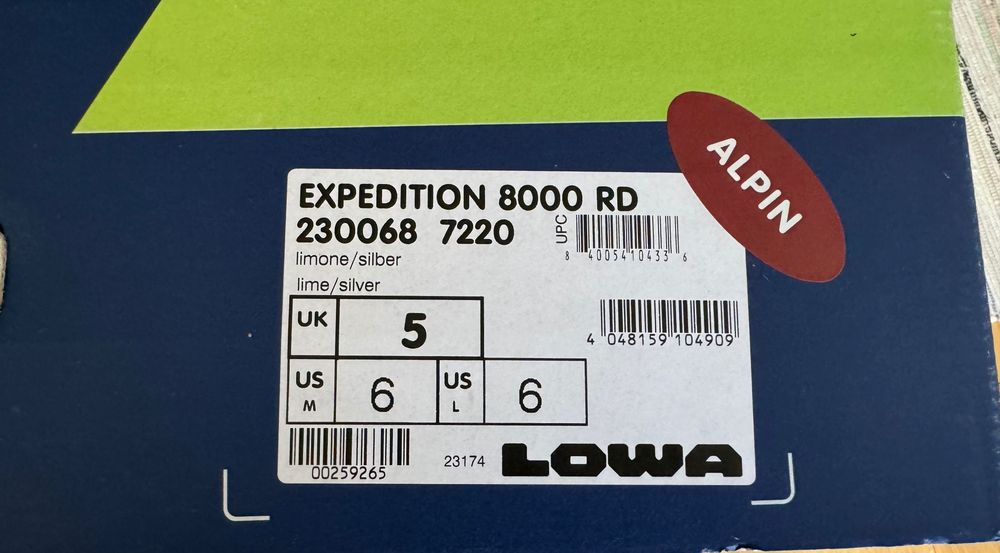 ALPIN
EXPEDITION 8000 RD
230068 7220
UPC
8 40054 10433 6
limone/silber
lime/silver
UK 5
4 048159 104909
US M 6 US L 6
00259265
23174
LOWA